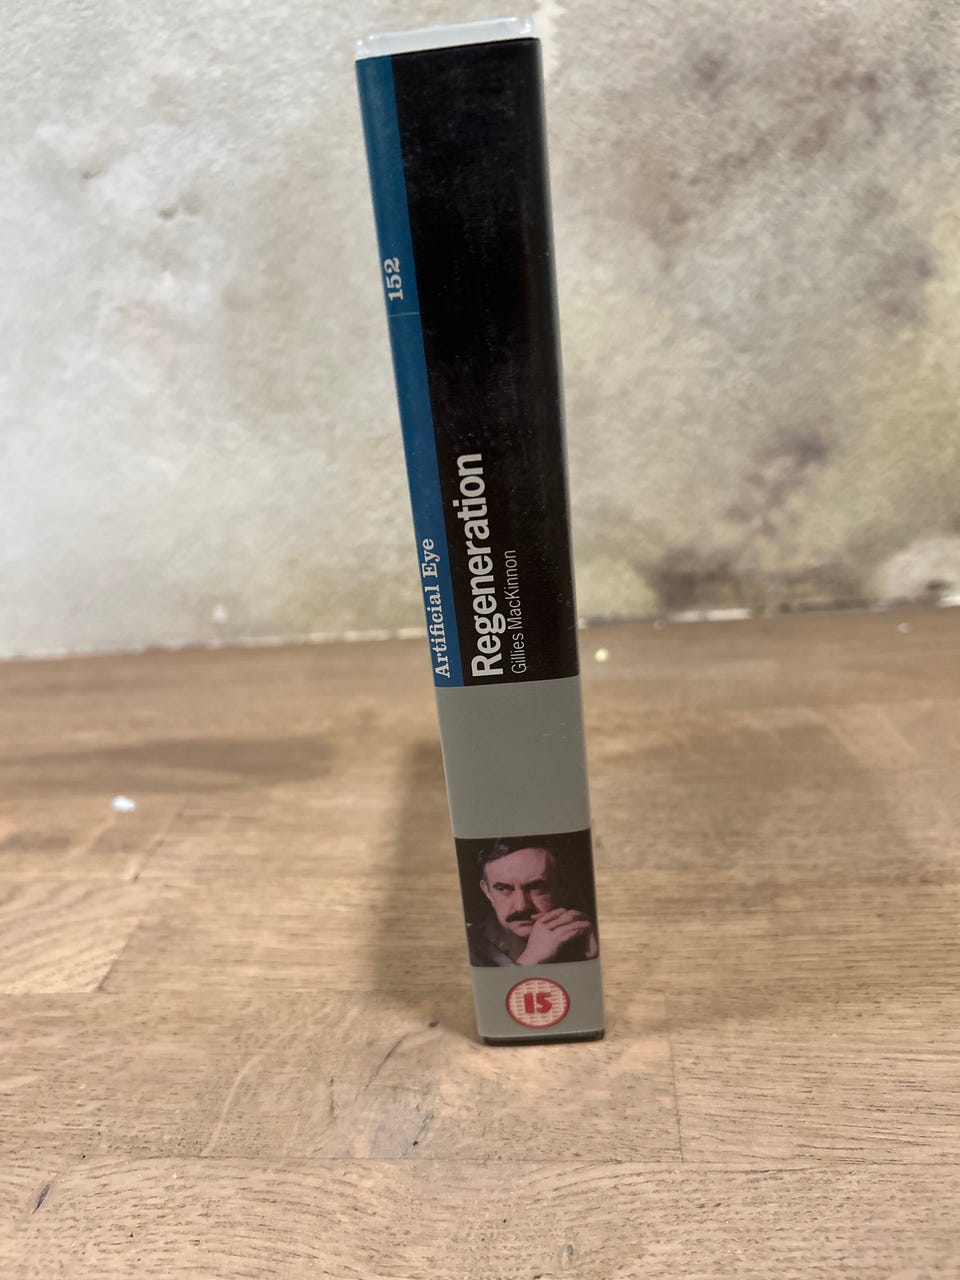 Artificial Eye 152
Regeneration
Gillies MacKinnon
15